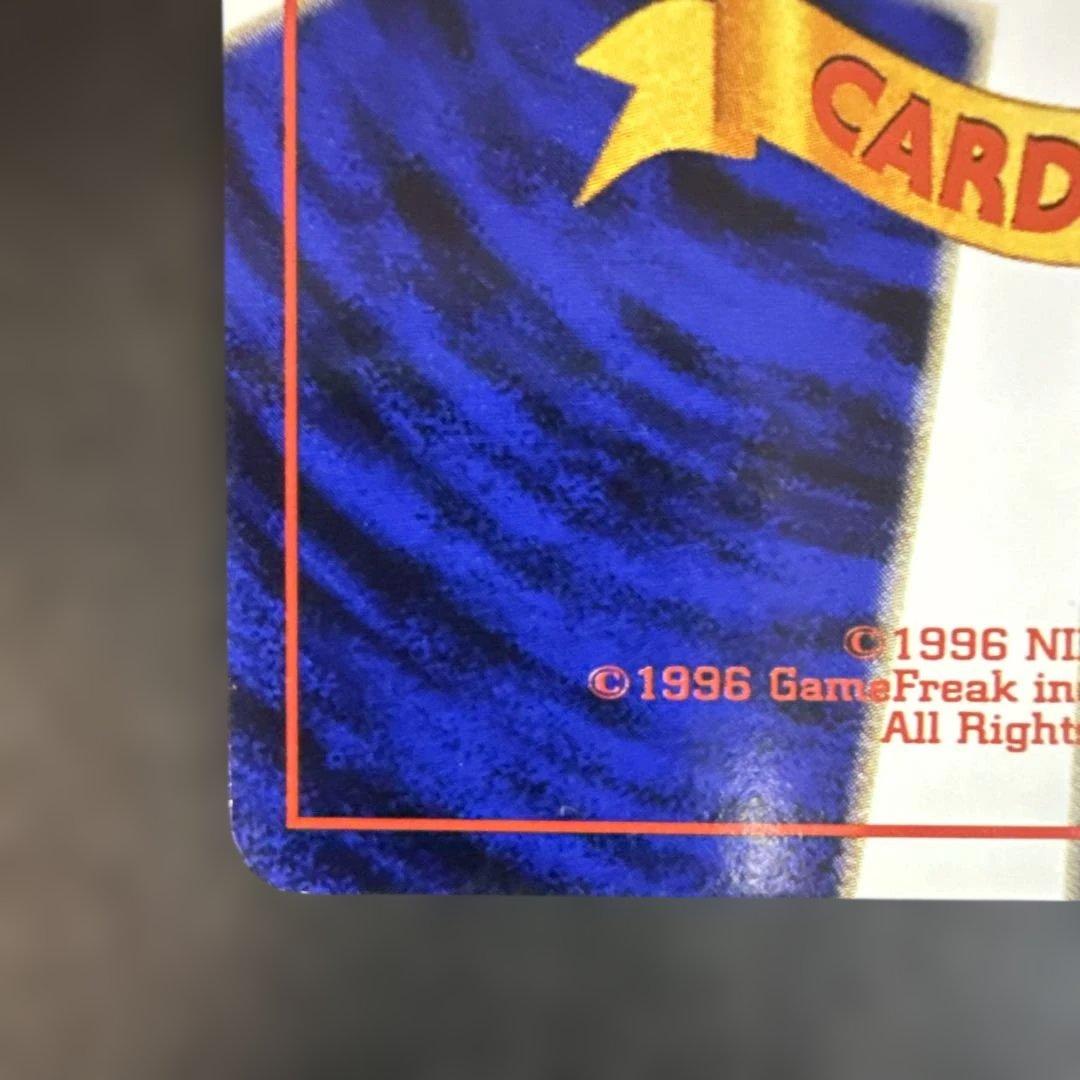 CARD
©1996 NI
©1996 GameFreak in
All Rights